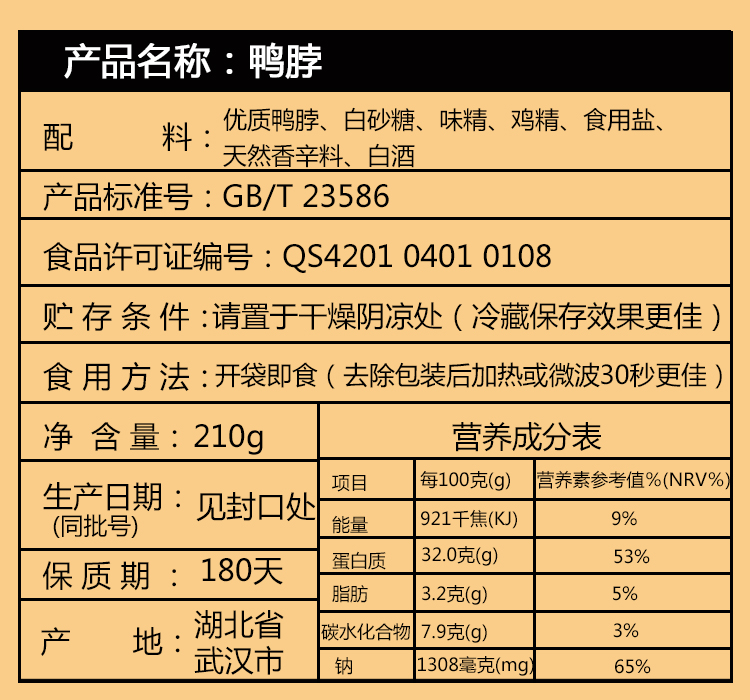 产品名称：鸭脖
配料：优质鸭脖、白砂糖、味精、鸡精、食用盐、
天然香辛料、白酒
产品标准号：GB/T 23586
食品许可证编号：QS4201 0401 0108
贮存条件：请置于干燥阴凉处（冷藏保存效果更佳）
食用方法：开袋即食（去除包装后加热或微波30秒更佳）
净含量：210g
生产日期：见封口处
(同批号)
保质期：180天
产地：湖北省
武汉市
营养成分表
项目 每100克(g) 营养素参考值%(NRV%)
能量 921千焦(KJ) 9%
蛋白质 32.0克(g) 53%
脂肪 3.2克(g) 5%
碳水化合物 7.9克(g) 3%
钠 1308毫克(mg) 65%